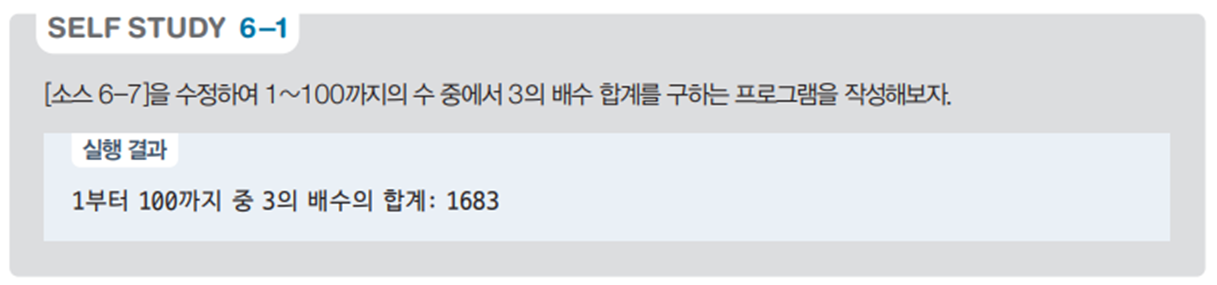 SELF STUDY 6-1
[소스 6-7]을 수정하여 1~100까지의 수 중에서 3의 배수 합계를 구하는 프로그램을 작성해보자.
실행 결과
1부터 100까지 중 3의 배수의 합계: 1683